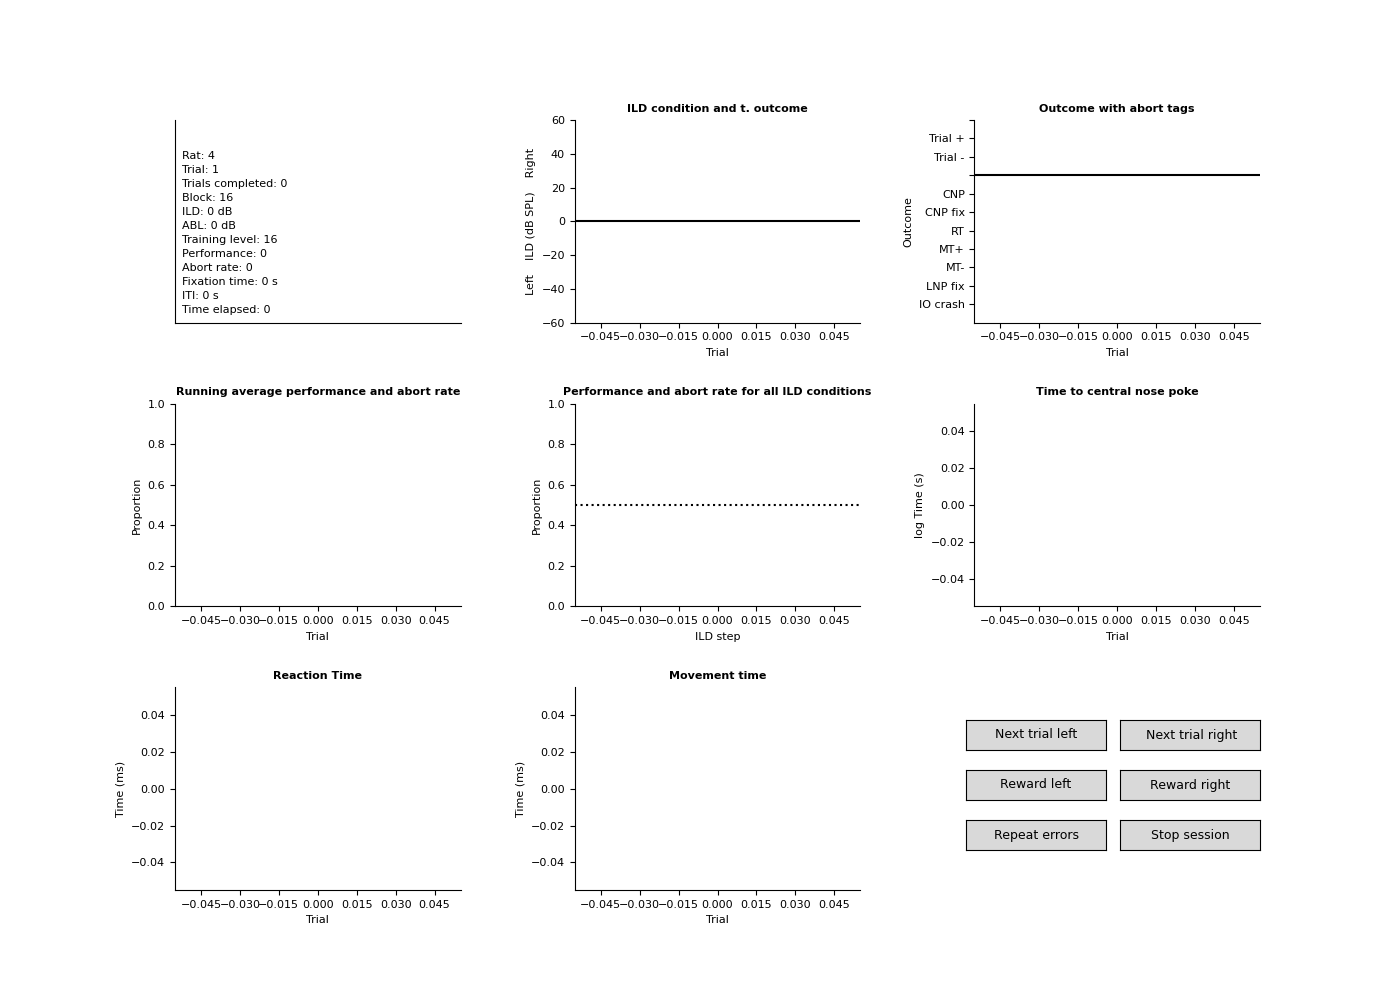 Rat: 4
Trial: 1
Trials completed: 0
Block: 16
ILD: 0 dB
ABL: 0 dB
Training level: 16
Performance: 0
Abort rate: 0
Fixation time: 0 s
ITI: 0 s
Time elapsed: 0
ILD condition and t. outcome
Left    ILD (dB SPL)    Right
60
40
20
0
−20
−40
−60
−0.045 −0.030 −0.015 0.000 0.015 0.030 0.045
Trial
Outcome with abort tags
Outcome
Trial +
Trial -
CNP
CNP fix
RT
MT+
MT-
LNP fix
IO crash
−0.045 −0.030 −0.015 0.000 0.015 0.030 0.045
Trial
Running average performance and abort rate
Proportion
1.0
0.8
0.6
0.4
0.2
0.0
−0.045 −0.030 −0.015 0.000 0.015 0.030 0.045
Trial
Performance and abort rate for all ILD conditions
Proportion
1.0
0.8
0.6
0.4
0.2
0.0
−0.045 −0.030 −0.015 0.000 0.015 0.030 0.045
ILD step
Time to central nose poke
log Time (s)
0.04
0.02
0.00
−0.02
−0.04
−0.045 −0.030 −0.015 0.000 0.015 0.030 0.045
Trial
Reaction Time
Time (ms)
0.04
0.02
0.00
−0.02
−0.04
−0.045 −0.030 −0.015 0.000 0.015 0.030 0.045
Trial
Movement time
Time (ms)
0.04
0.02
0.00
−0.02
−0.04
−0.045 −0.030 −0.015 0.000 0.015 0.030 0.045
Trial
Next trial left
Next trial right
Reward left
Reward right
Repeat errors
Stop session